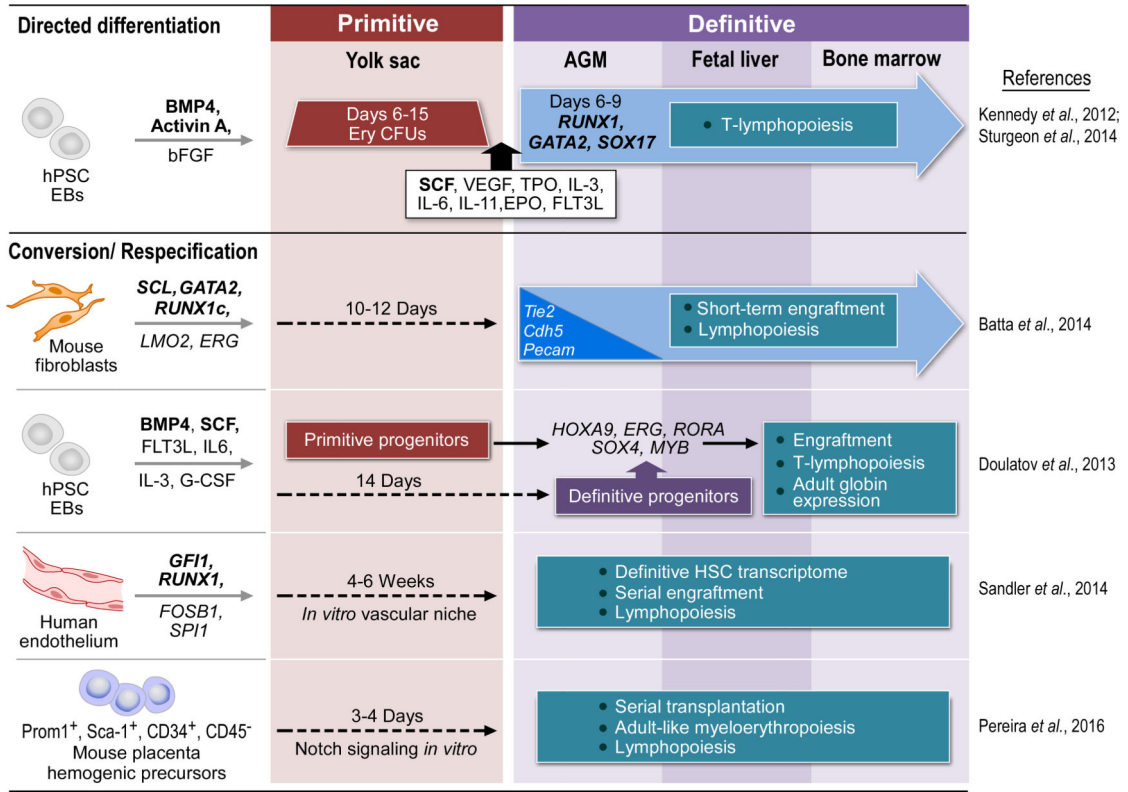 Directed differentiation
Primitive
Definitive
Yolk sac
AGM
Fetal liver
Bone marrow
References
hPSC
EBs
BMP4,
Activin A,
bFGF
Days 6-15
Ery CFUs
SCF, VEGF, TPO, IL-3,
IL-6, IL-11,EPO, FLT3L
Days 6-9
RUNX1,
GATA2, SOX17
• T-lymphopoiesis
Kennedy et al., 2012;
Sturgeon et al., 2014
Conversion/ Respecification
Mouse
fibroblasts
SCL, GATA2,
RUNX1c,
LMO2, ERG
10-12 Days
Tie2
Cdh5
Pecam
• Short-term engraftment
• Lymphopoiesis
Batta et al., 2014
hPSC
EBs
BMP4, SCF,
FLT3L, IL6,
IL-3, G-CSF
Primitive progenitors
14 Days
HOXA9, ERG, RORA
SOX4, MYB
Definitive progenitors
• Engraftment
• T-lymphopoiesis
• Adult globin
expression
Doulatov et al., 2013
Human
endothelium
GFI1,
RUNX1,
FOSB1,
SPI1
4-6 Weeks
In vitro vascular niche
• Definitive HSC transcriptome
• Serial engraftment
• Lymphopoiesis
Sandler et al., 2014
Prom1⁺, Sca-1⁺, CD34⁺, CD45⁻
Mouse placenta
hemogenic precursors
3-4 Days
Notch signaling in vitro
• Serial transplantation
• Adult-like myeloerythropoiesis
• Lymphopoiesis
Pereira et al., 2016